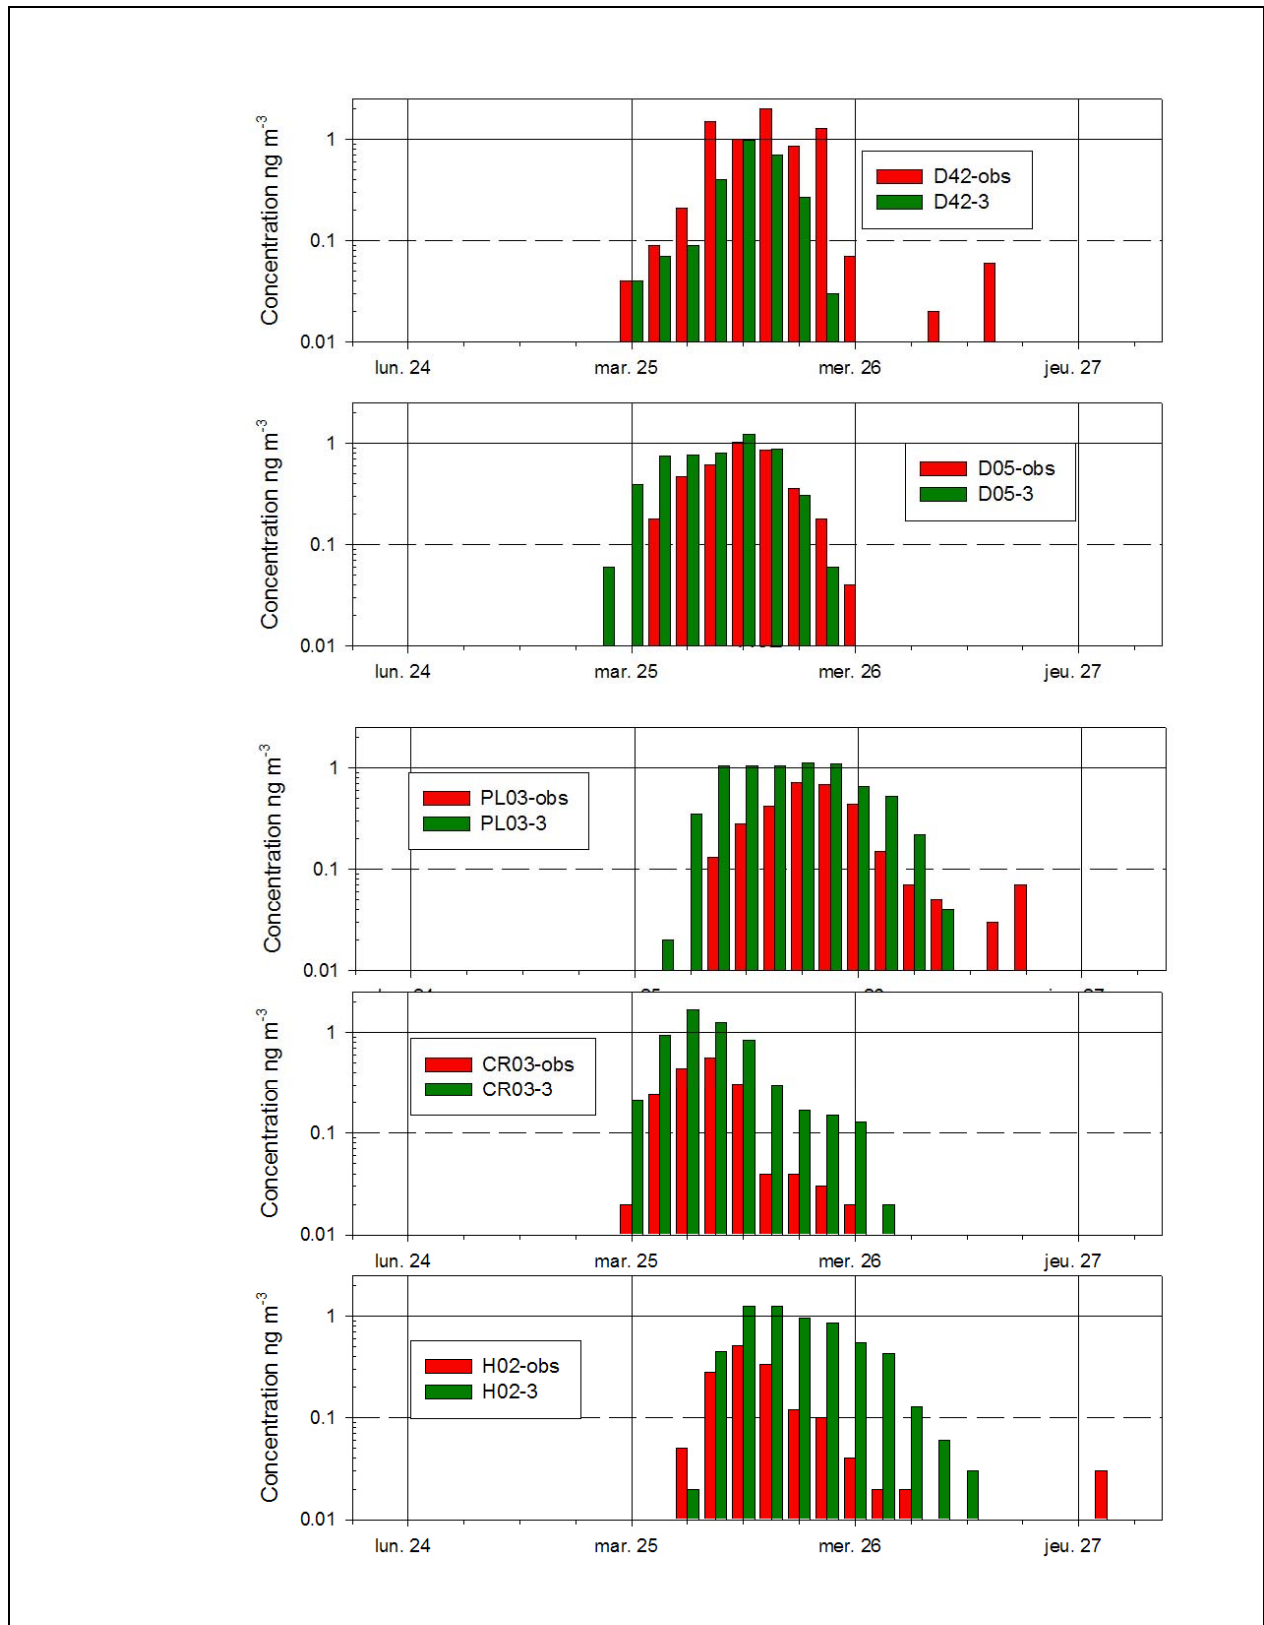 Concentration ng m-3
1
0.1
0.01
D42-obs
D42-3
lun. 24 mar. 25 mer. 26 jeu. 27
Concentration ng m-3
1
0.1
0.01
D05-obs
D05-3
lun. 24 mar. 25 mer. 26 jeu. 27
Concentration ng m-3
1
0.1
0.01
PL03-obs
PL03-3
Concentration ng m-3
1
0.1
0.01
CR03-obs
CR03-3
lun. 24 mar. 25 mer. 26 jeu. 27
Concentration ng m-3
1
0.1
0.01
H02-obs
H02-3
lun. 24 mar. 25 mer. 26 jeu. 27